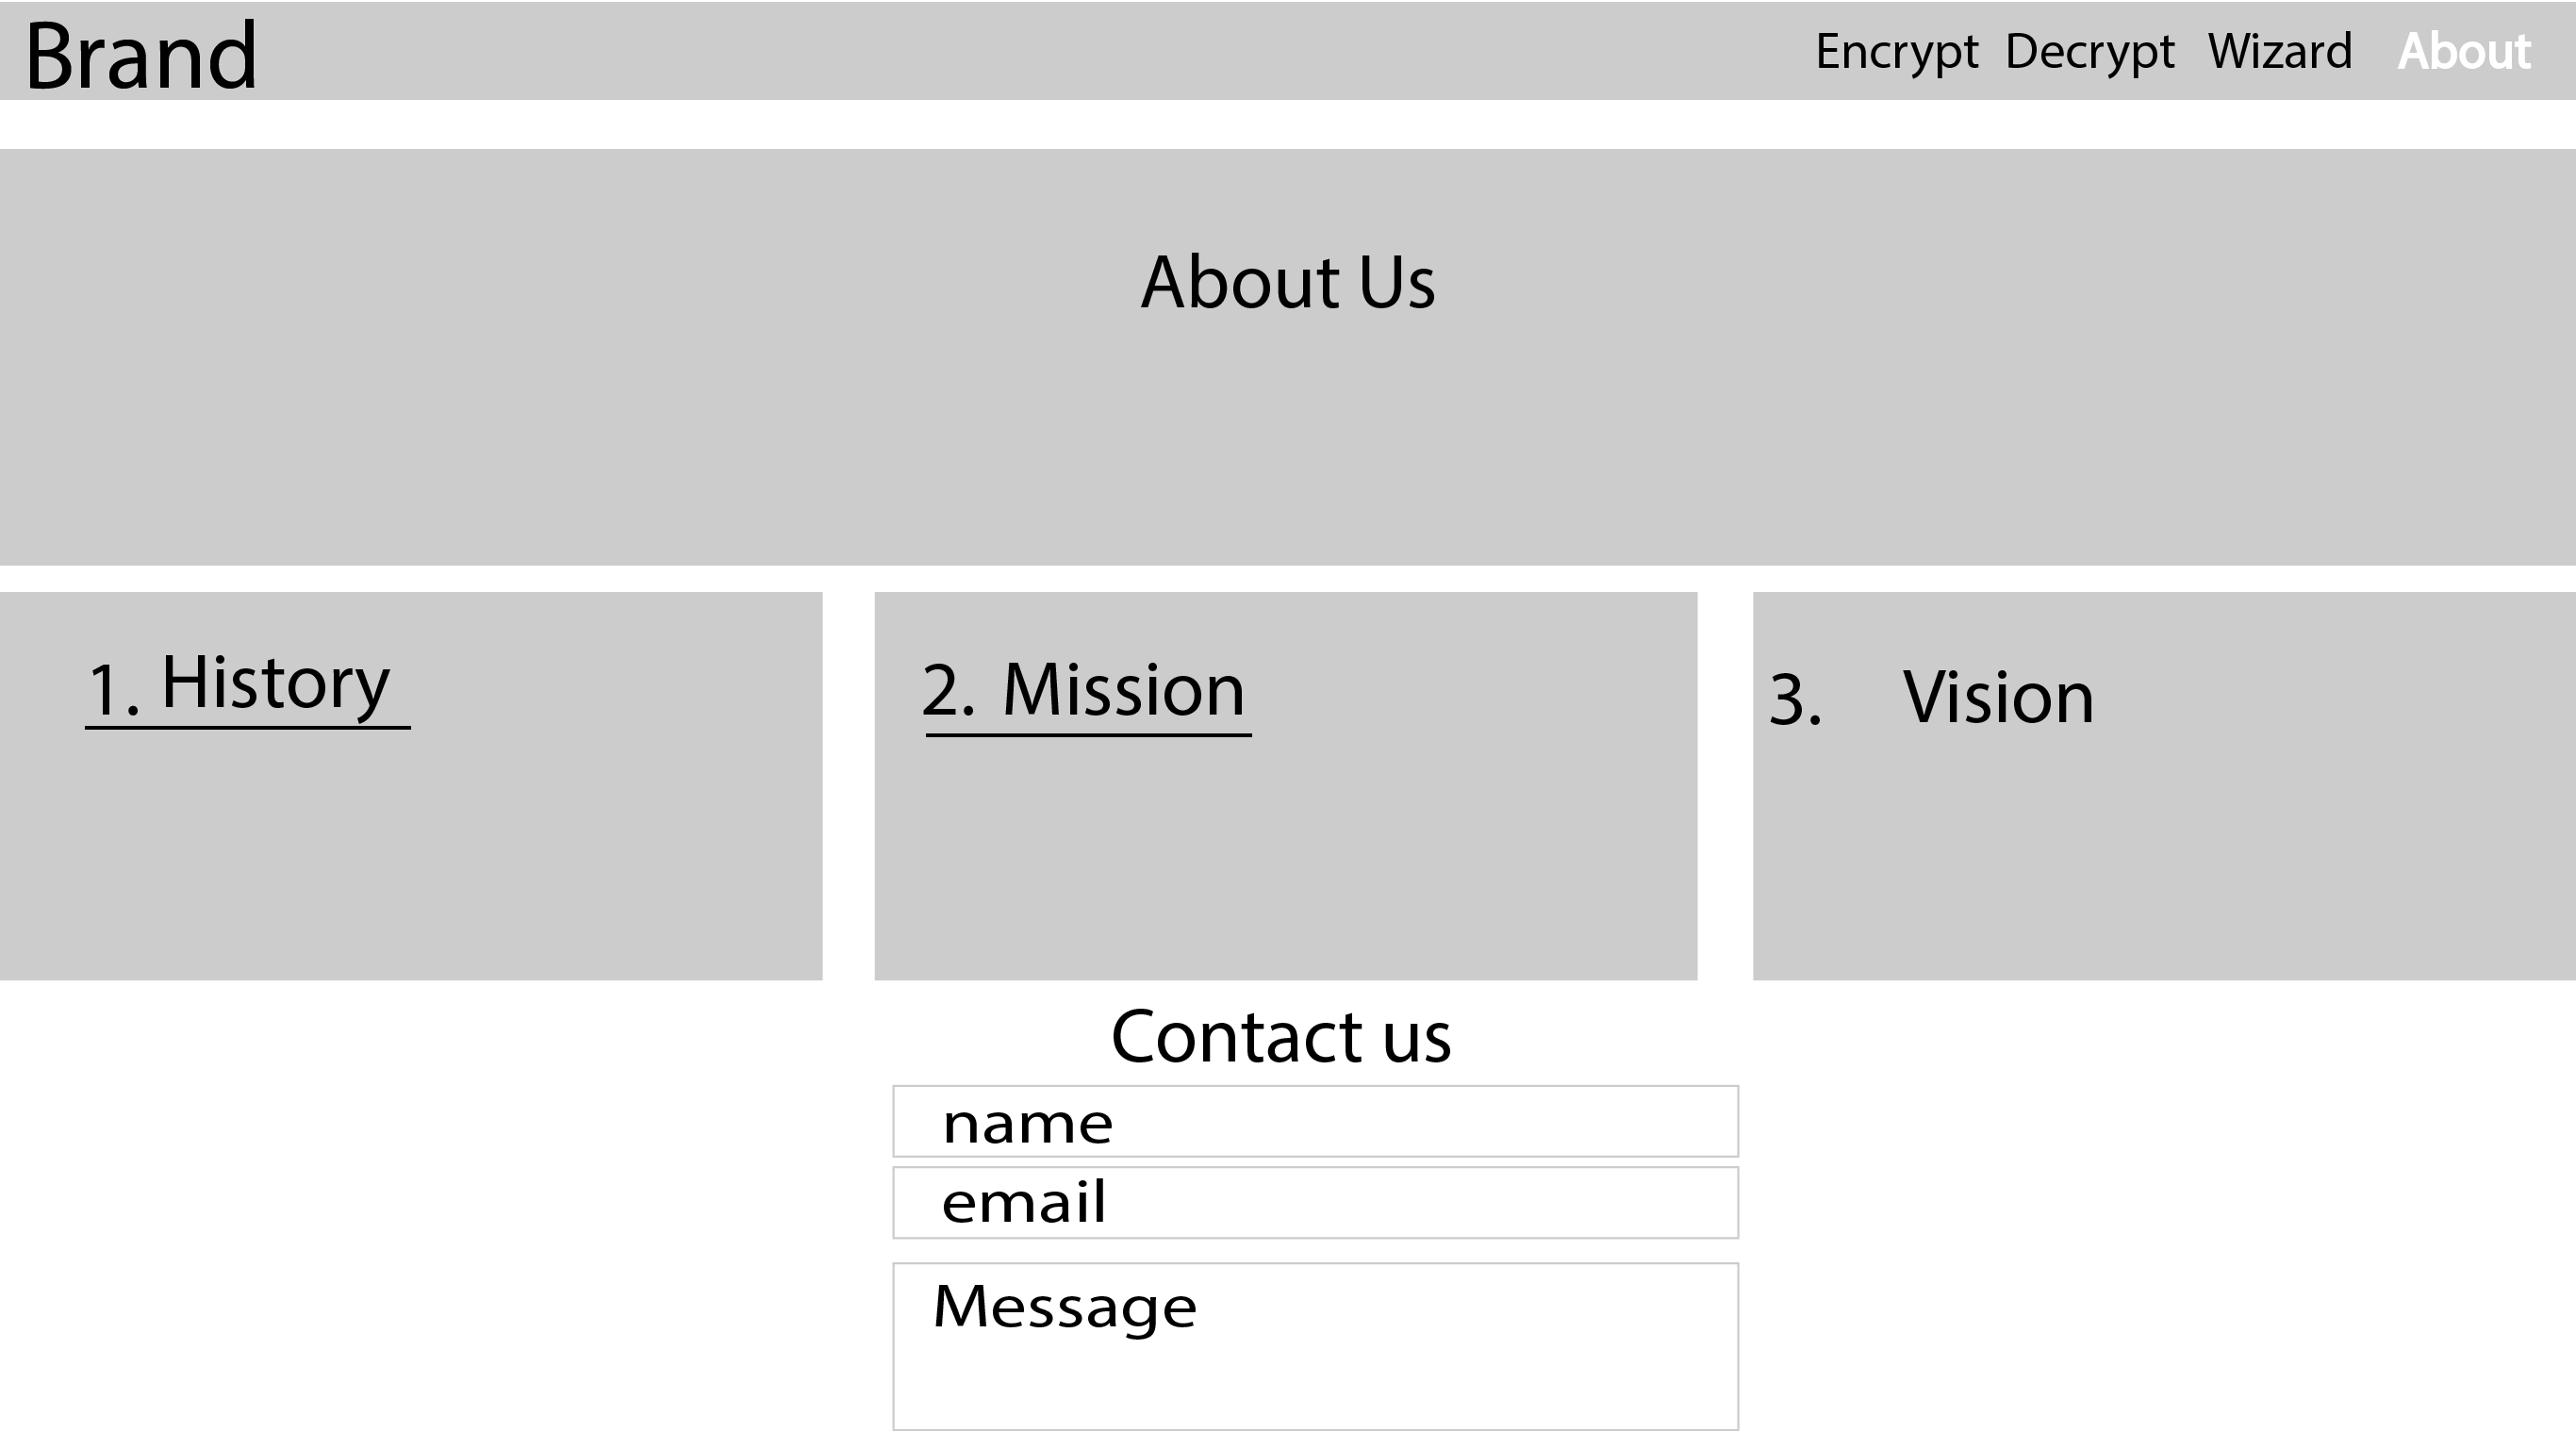 Brand
Encrypt Decrypt Wizard About
About Us
1. History
2. Mission
3. Vision
Contact us
name
email
Message